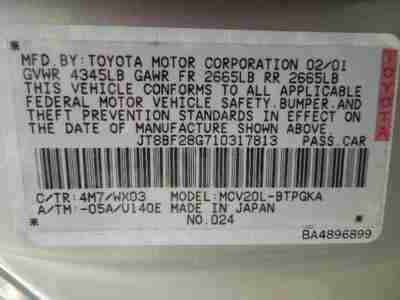 MFD.BY:TOYOTA MOTOR CORPORATION 02/01
GVWR 4345LB GAWR FR 2665LB RR 2665LB
THIS VEHICLE CONFORMS TO ALL APPLICABLE
FEDERAL MOTOR VEHICLE SAFETY,BUMPER,AND
THEFT PREVENTION STANDARDS IN EFFECT ON
THE DATE OF MANUFACTURE SHOWN ABOVE.
JT8BF28G710317813 PASS.CAR
C/TR:4M7/WX03 MODEL:MCV20L-BTPGKA
A/TM:-05A/U140E MADE IN JAPAN
NO.024
BA4896899
TOYOTA